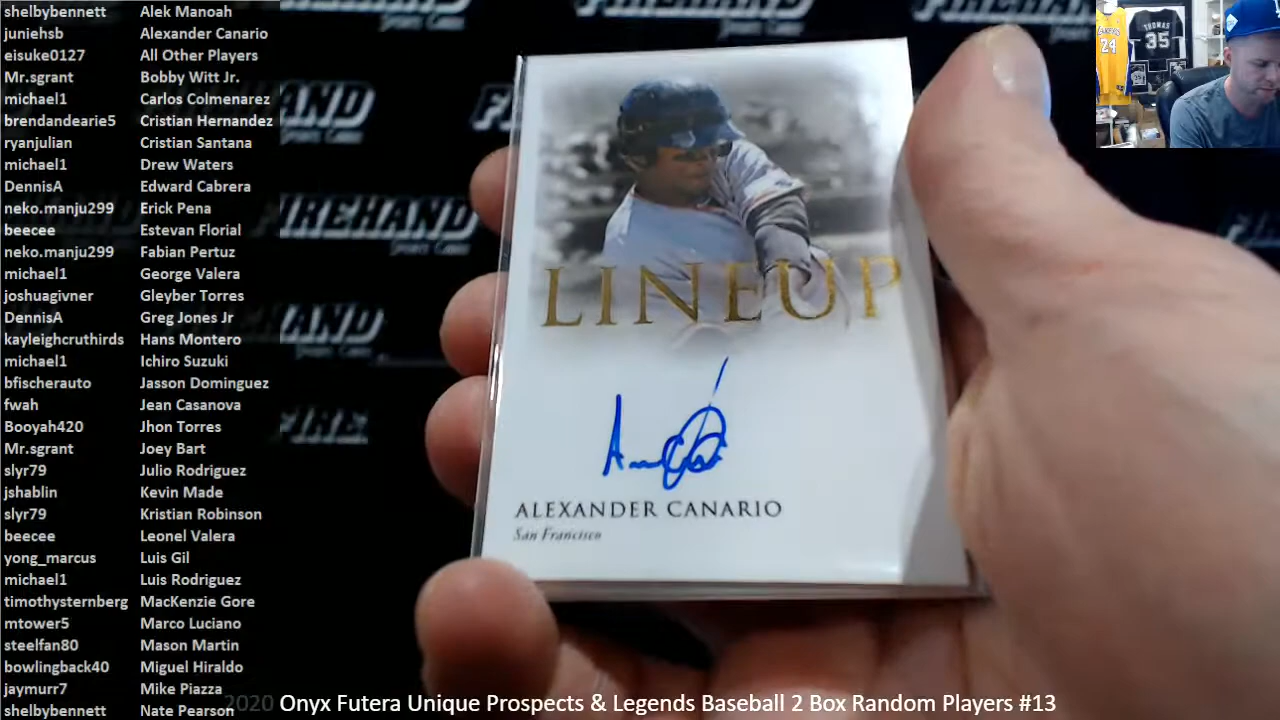 shelbybennett Alek Manoah
juniehsb Alexander Canario
eisuke0127 All Other Players
Mr.sgrant Bobby Witt Jr.
michael1 Carlos Colmenarez
brendandearie5 Cristian Hernandez
ryanjulian Cristian Santana
michael1 Drew Waters
DennisA Edward Cabrera
neko.manju299 Erick Pena
beecee Estevan Florial
neko.manju299 Fabian Pertuz
michael1 George Valera
joshuagivner Gleyber Torres
DennisA Greg Jones Jr
kayleighcruthirds Hans Montero
michael1 Ichiro Suzuki
bfischerauto Jasson Dominguez
fwah Jean Casanova
Booyah420 Jhon Torres
Mr.sgrant Joey Bart
slyr79 Julio Rodriguez
jshablin Kevin Made
slyr79 Kristian Robinson
beecee Leonel Valera
yong_marcus Luis Gil
michael1 Luis Rodriguez
timothysternberg MacKenzie Gore
mtower5 Marco Luciano
steelfan80 Mason Martin
bowlingback40 Miguel Hiraldo
jaymurr7 Mike Piazza
shelbybennett Nate Pearson
FIREHAND
LINEUP
ALEXANDER CANARIO
San Francisco
THOMAS
35
24
2020 Onyx Futera Unique Prospects & Legends Baseball 2 Box Random Players #13